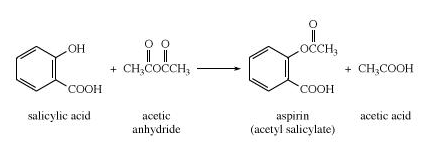 O
OH
O O
OCCH₃
+ CH₃COCCH₃
+ CH₃COOH
COOH
COOH
salicylic acid
acetic
anhydride
aspirin
(acetyl salicylate)
acetic acid